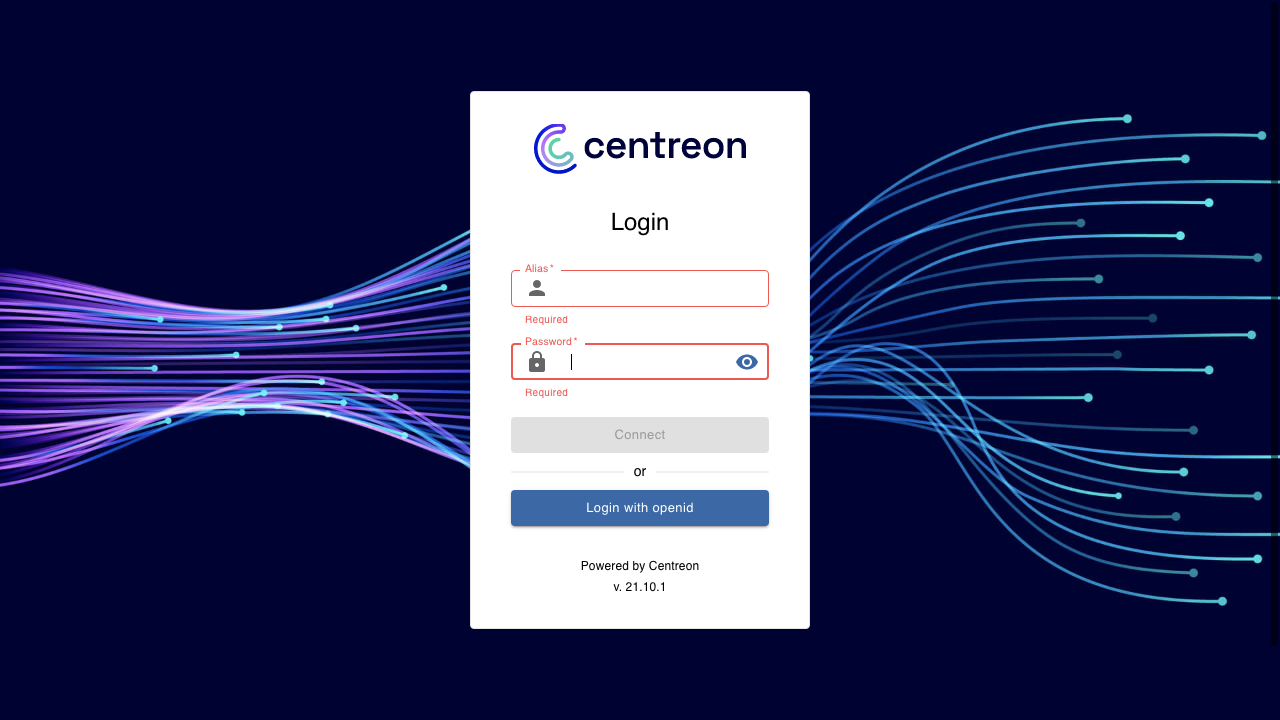 centreon
Login
Alias *
Required
Password *
Required
Connect
or
Login with openid
Powered by Centreon
v. 21.10.1